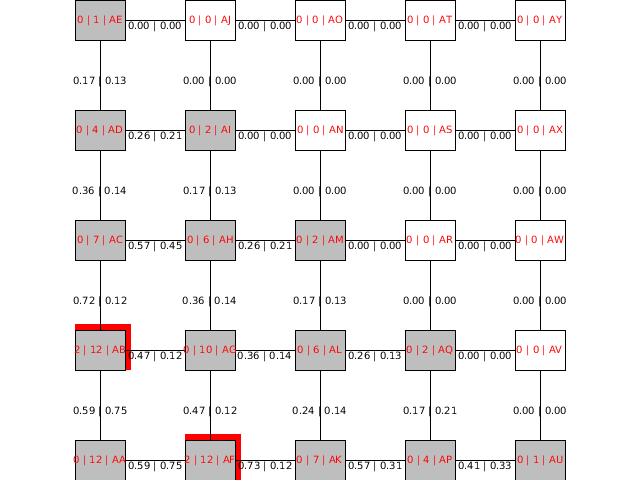 0 | 1 | AE 0.00 | 0.00 0 | 0 | AJ 0.00 | 0.00 0 | 0 | AO 0.00 | 0.00 0 | 0 | AT 0.00 | 0.00 0 | 0 | AY
0.17 | 0.13 0.00 | 0.00 0.00 | 0.00 0.00 | 0.00 0.00 | 0.00
0 | 4 | AD 0.26 | 0.21 0 | 2 | AI 0.00 | 0.00 0 | 0 | AN 0.00 | 0.00 0 | 0 | AS 0.00 | 0.00 0 | 0 | AX
0.36 | 0.14 0.17 | 0.13 0.00 | 0.00 0.00 | 0.00 0.00 | 0.00
0 | 7 | AC 0.57 | 0.45 0 | 6 | AH 0.26 | 0.21 0 | 2 | AM 0.00 | 0.00 0 | 0 | AR 0.00 | 0.00 0 | 0 | AW
0.72 | 0.12 0.36 | 0.14 0.17 | 0.13 0.00 | 0.00 0.00 | 0.00
2 | 12 | AB 0.47 | 0.12 0 | 10 | AG 0.36 | 0.14 0 | 6 | AL 0.26 | 0.13 0 | 2 | AQ 0.00 | 0.00 0 | 0 | AV
0.59 | 0.75 0.47 | 0.12 0.24 | 0.14 0.17 | 0.21 0.00 | 0.00
0 | 12 | AA 0.59 | 0.75 2 | 12 | AF 0.73 | 0.12 0 | 7 | AK 0.57 | 0.31 0 | 4 | AP 0.41 | 0.33 0 | 1 | AU